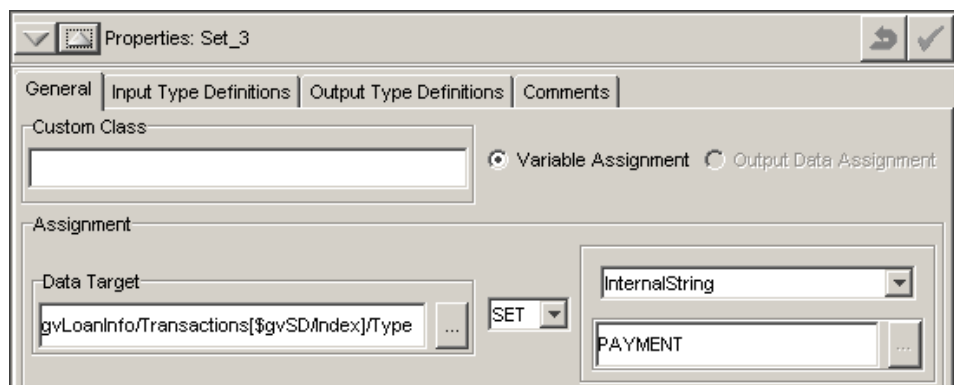 Properties: Set_3
General Input Type Definitions Output Type Definitions Comments
Custom Class
Variable Assignment Output Data Assignment
Assignment
Data Target
InternalString
gvLoanInfo/Transactions[$gvSD/Index]/Type ... SET
PAYMENT ...